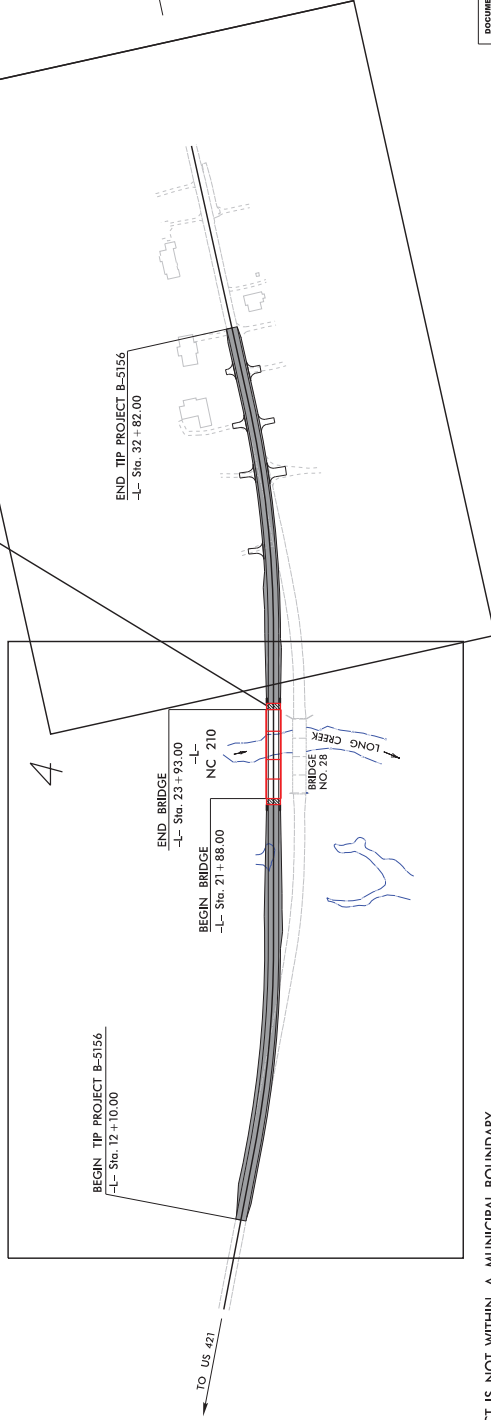 DOCUME
END TIP PROJECT B–5156
–L– Sta. 32 + 82.00
4
END BRIDGE
–L– Sta. 23 + 93.00
–L–
NC 210
BEGIN BRIDGE
–L– Sta. 21 + 88.00
BRIDGE
NO. 28
LONG CREEK
BEGIN TIP PROJECT B–5156
–L– Sta. 12 + 10.00
TO US 421
T IS NOT WITHIN A MUNICIPAL BOUNDARY